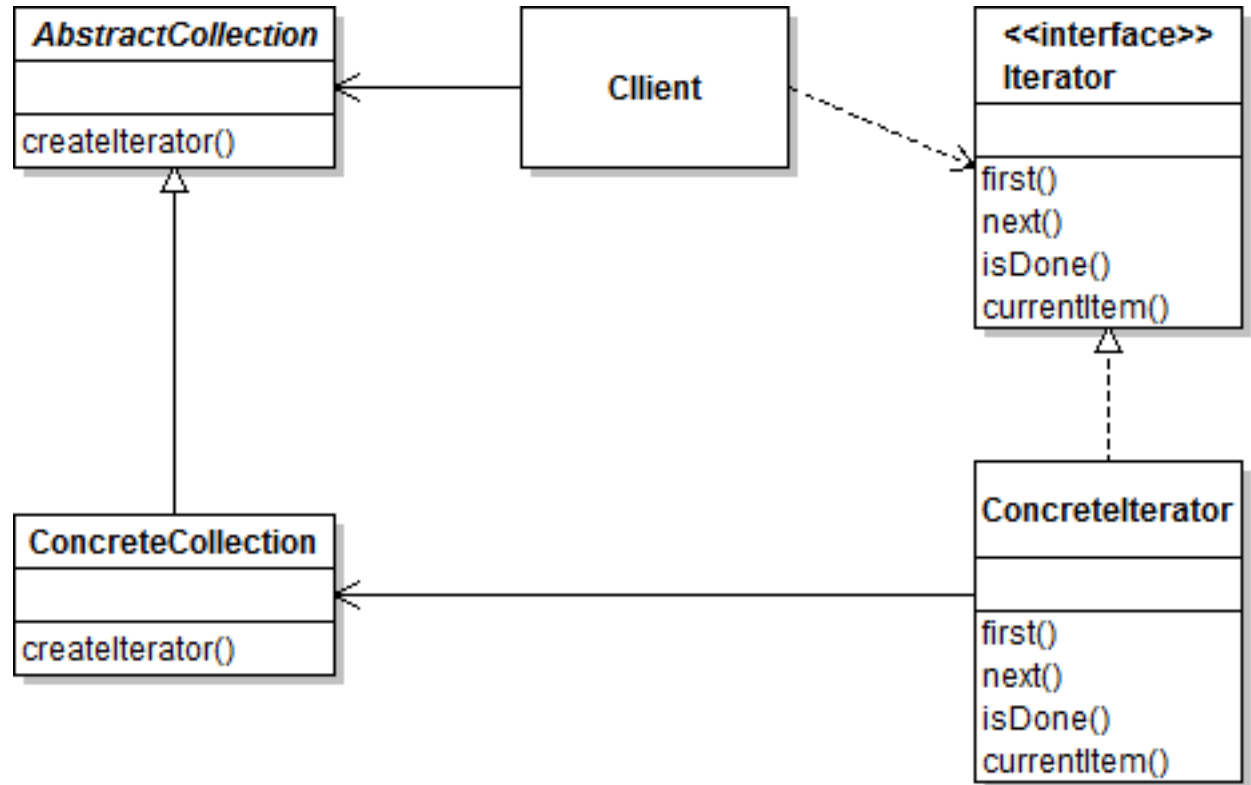 AbstractCollection
createIterator()
Cllient
<<interface>>
Iterator
first()
next()
isDone()
currentItem()
ConcreteCollection
createIterator()
ConcreteIterator
first()
next()
isDone()
currentItem()